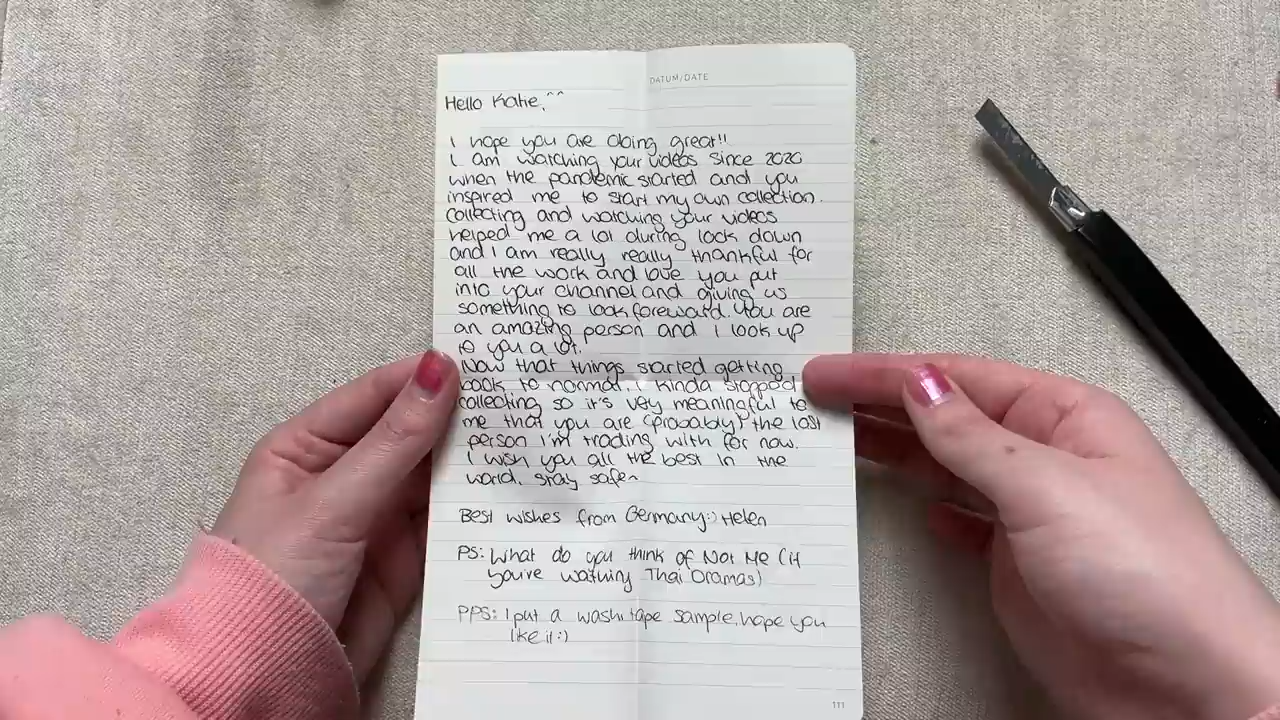 DATUM/DATE
Hello Katie,^^
I hope you are doing great!!
I am watching your videos since 2020
when the pandemic started and you
inspired me to start my own collection.
Collecting and watching your videos
helped me a lot during lock down
and I am really really thankful for
all the work and love you put
into your channel and giving us
something to look foreward. You are
an amazing person and I look up
to you a lot.
Now that things started getting
back to normal, I kinda stopped
collecting so it's very meaningful to
me that you are (probably) the last
person I'm trading with for now.
I wish you all the best in the
world, stay safe~
Best wishes from Germany:) Helen
PS: What do you think of Not Me (if
you're watching Thai Dramas)
PPS: I put a washi tape sample, hope you
like it :)
111